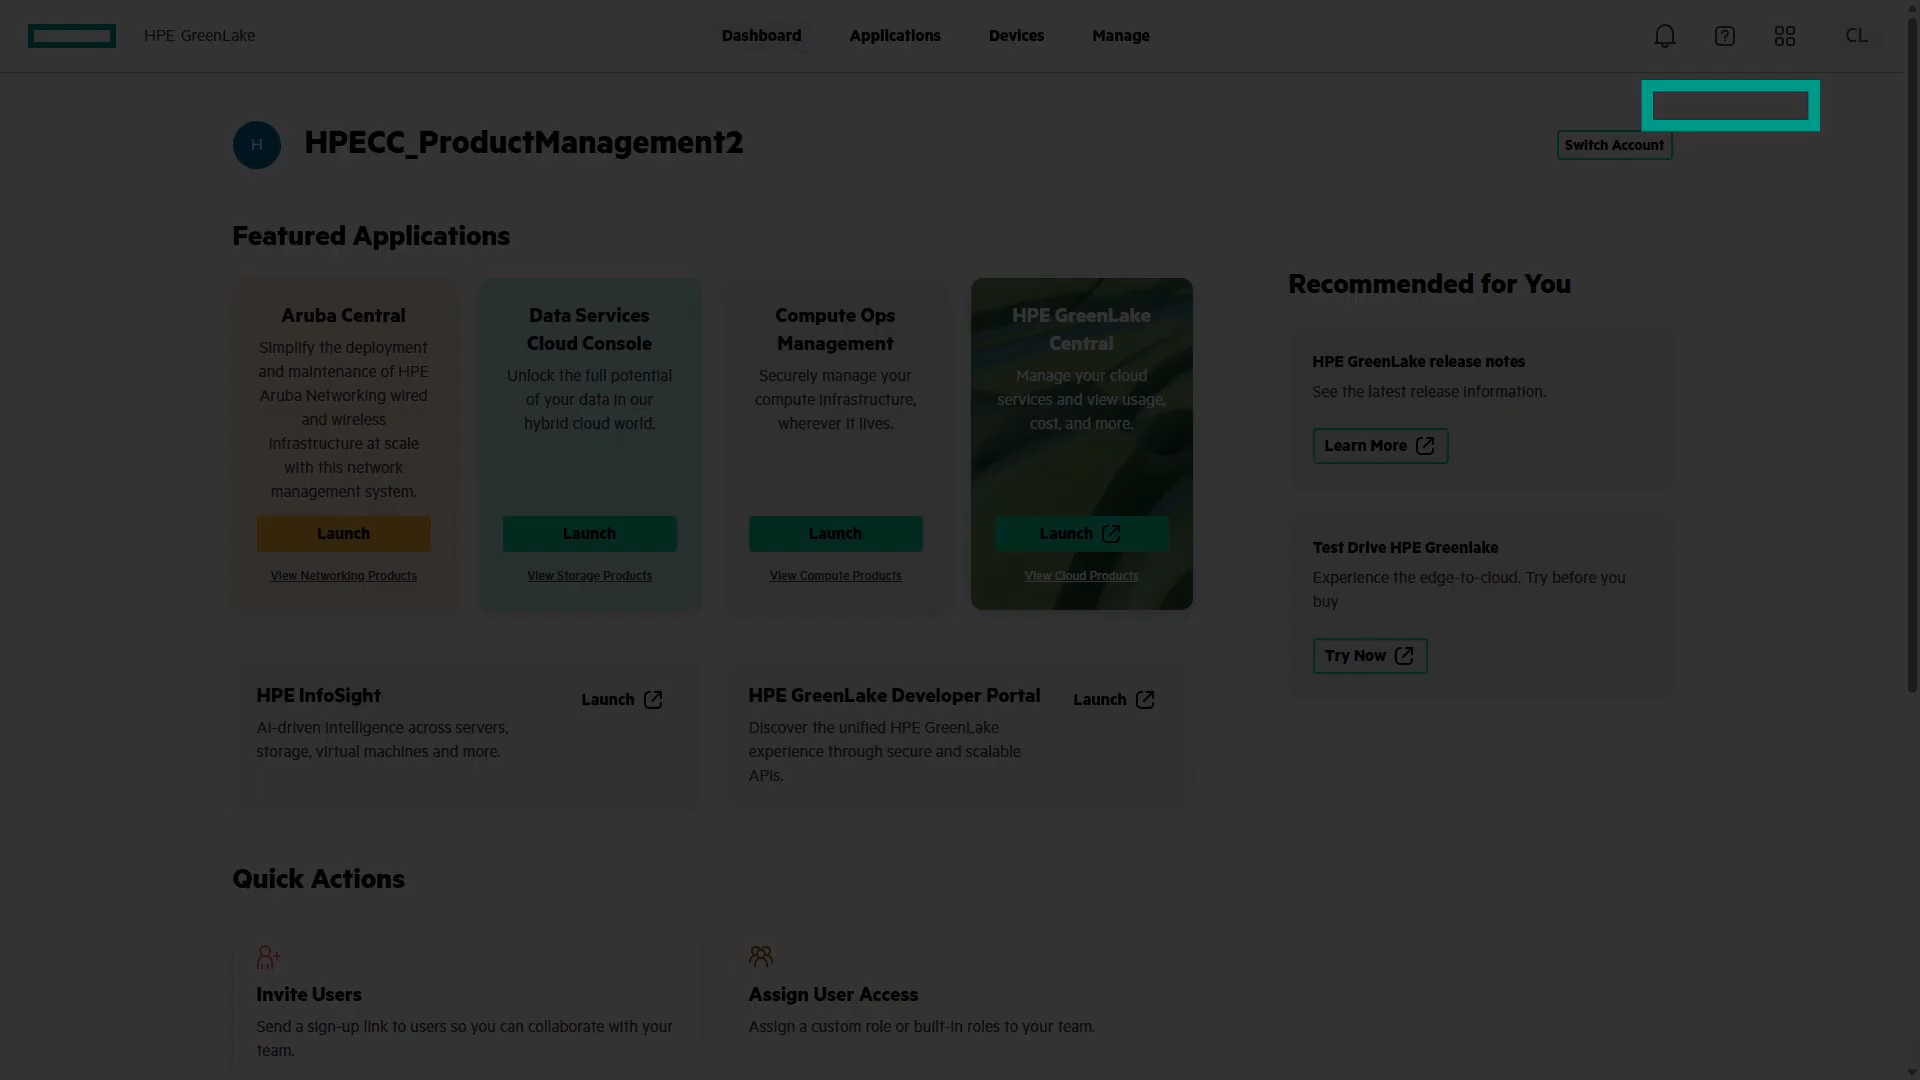 HPE GreenLake
Dashboard
Applications
Devices
Manage
CL
H
HPECC_ProductManagement2
Switch Account
Featured Applications
Aruba Central
Simplify the deployment
and maintenance of HPE
Aruba Networking wired
and wireless
infrastructure at scale
with this network
management system.
Launch
View Networking Products
Data Services
Cloud Console
Unlock the full potential
of your data in our
hybrid cloud world.
Launch
View Storage Products
Compute Ops
Management
Securely manage your
compute infrastructure,
wherever it lives.
Launch
View Compute Products
HPE GreenLake
Central
Manage your cloud
services and view usage,
cost, and more.
Launch
View Cloud Products
Recommended for You
HPE GreenLake release notes
See the latest release information.
Learn More
Test Drive HPE Greenlake
Experience the edge-to-cloud. Try before you
buy
Try Now
HPE InfoSight
Launch
AI-driven intelligence across servers,
storage, virtual machines and more.
HPE GreenLake Developer Portal
Launch
Discover the unified HPE GreenLake
experience through secure and scalable
APIs.
Quick Actions
Invite Users
Send a sign-up link to users so you can collaborate with your
team.
Assign User Access
Assign a custom role or built-in roles to your team.